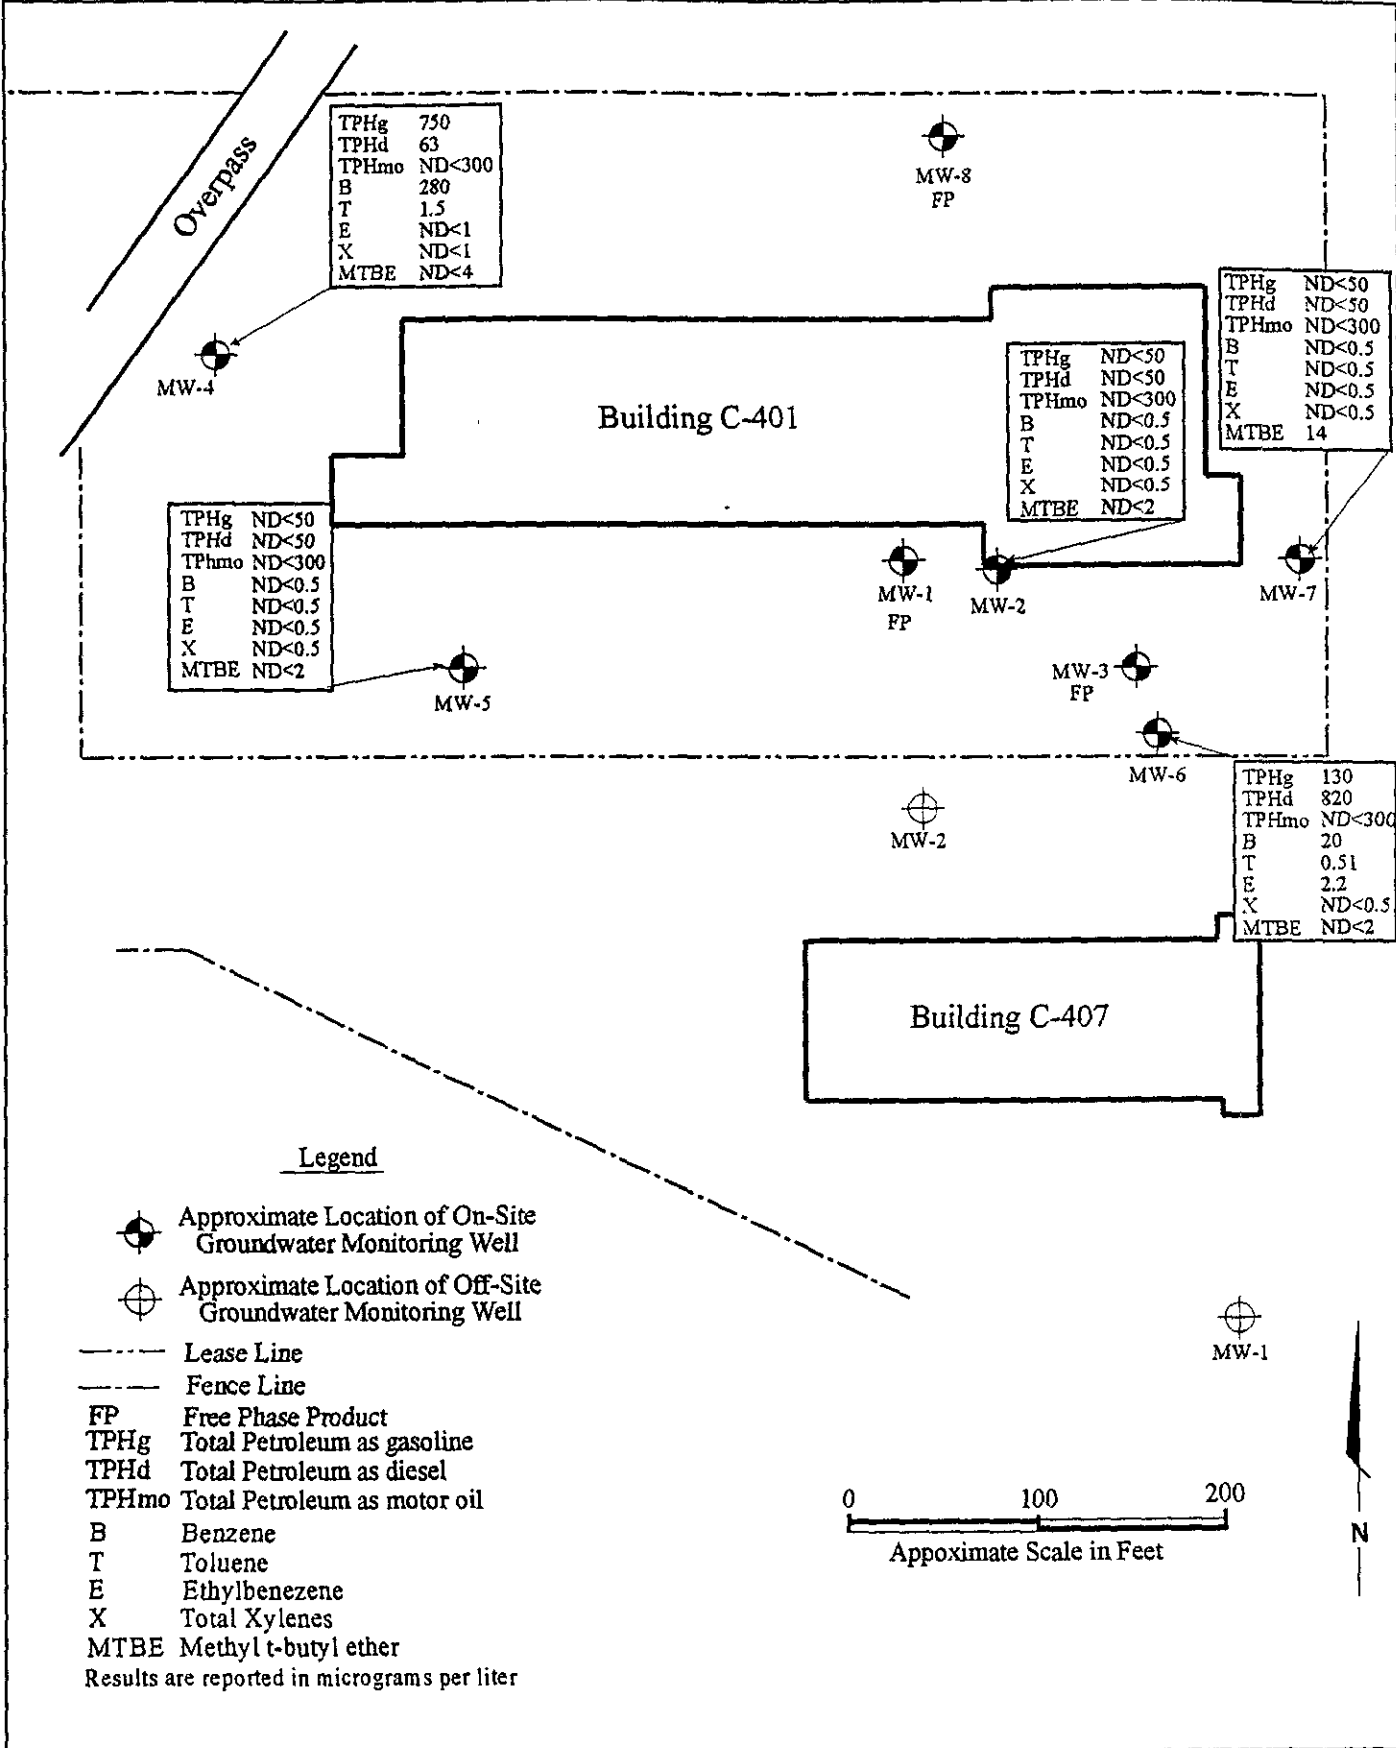 Overpass
TPHg 750
TPHd 63
TPHmo ND<300
B 280
T 1.5
E ND<1
X ND<1
MTBE ND<4
MW-8
FP
MW-4
Building C-401
TPHg ND<50
TPHd ND<50
TPHmo ND<300
B ND<0.5
T ND<0.5
E ND<0.5
X ND<0.5
MTBE ND<2
TPHg ND<50
TPHd ND<50
TPHmo ND<300
B ND<0.5
T ND<0.5
E ND<0.5
X ND<0.5
MTBE 14
TPHg ND<50
TPHd ND<50
TPhmo ND<300
B ND<0.5
T ND<0.5
E ND<0.5
X ND<0.5
MTBE ND<2
MW-5
MW-1
FP
MW-2
MW-7
MW-3
FP
MW-6
MW-2
TPHg 130
TPHd 820
TPHmo ND<300
B 20
T 0.51
E 2.2
X ND<0.5
MTBE ND<2
Building C-407
Legend
Approximate Location of On-Site
Groundwater Monitoring Well
Approximate Location of Off-Site
Groundwater Monitoring Well
Lease Line
Fence Line
FP Free Phase Product
TPHg Total Petroleum as gasoline
TPHd Total Petroleum as diesel
TPHmo Total Petroleum as motor oil
B Benzene
T Toluene
E Ethylbenezene
X Total Xylenes
MTBE Methyl t-butyl ether
Results are reported in micrograms per liter
MW-1
0 100 200
Appoximate Scale in Feet
N